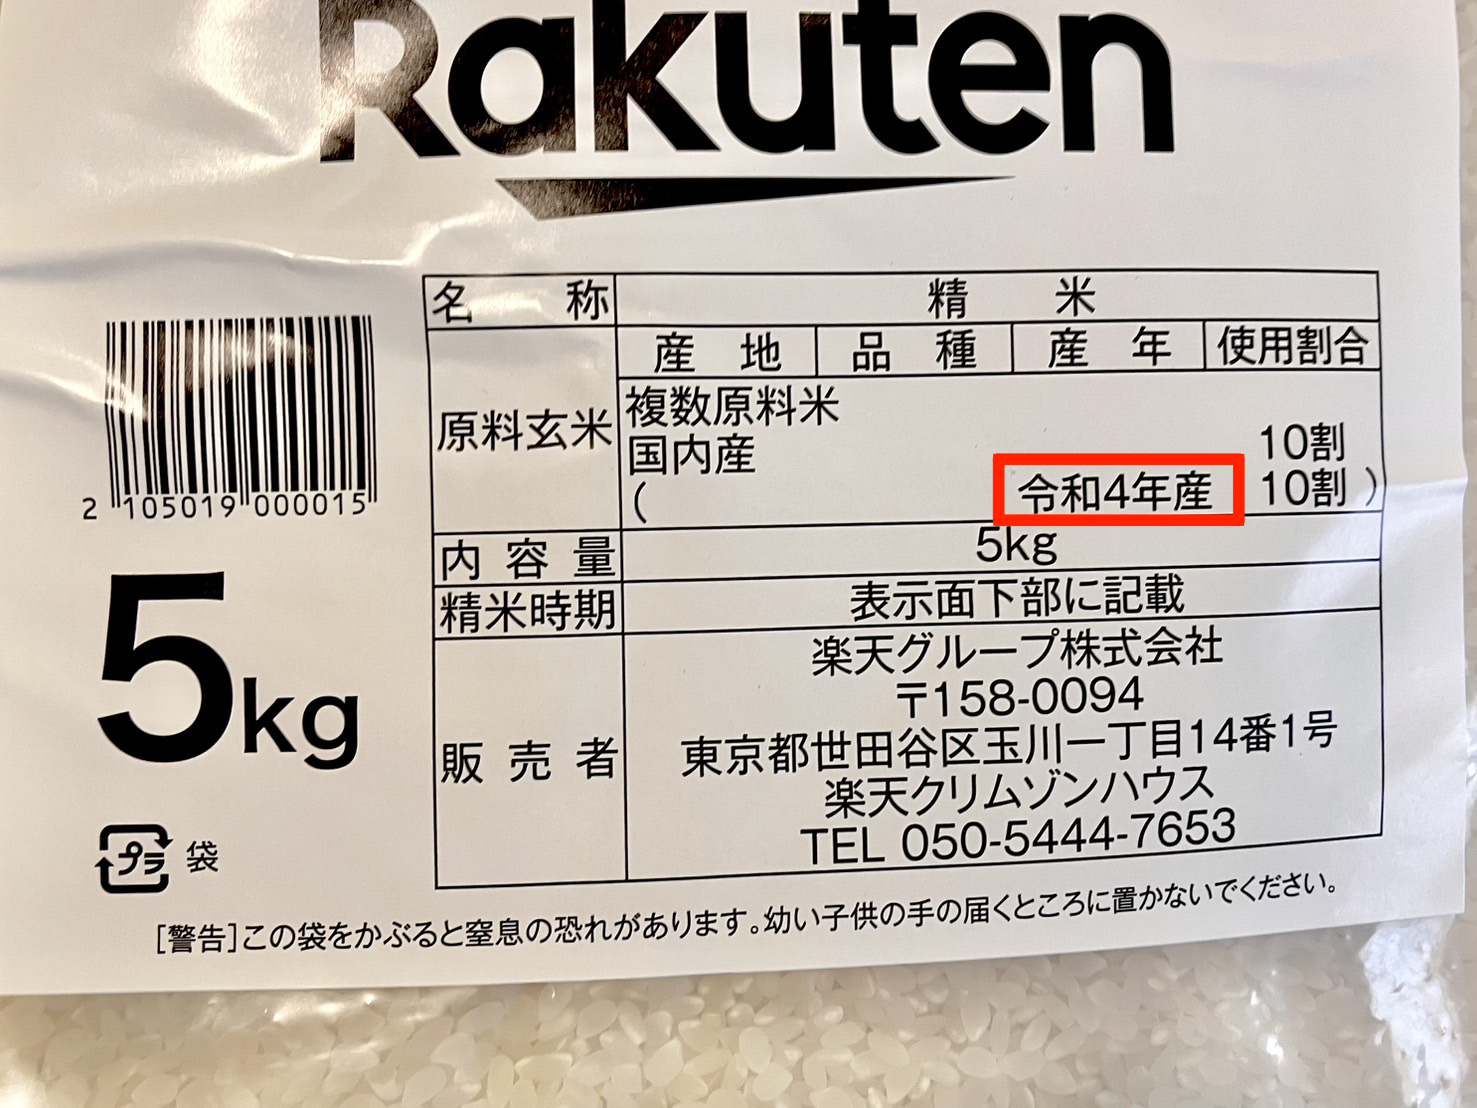 Rakuten
名称 精米
産地 品種 産年 使用割合
原料玄米 複数原料米
国内産 10割
( 令和4年産 10割 )
内容量 5kg
精米時期 表示面下部に記載
販売者 楽天グループ株式会社
〒158-0094
東京都世田谷区玉川一丁目14番1号
楽天クリムゾンハウス
TEL 050-5444-7653
2 105019 000015
5kg
プラ 袋
[警告]この袋をかぶると窒息の恐れがあります。幼い子供の手の届くところに置かないでください。